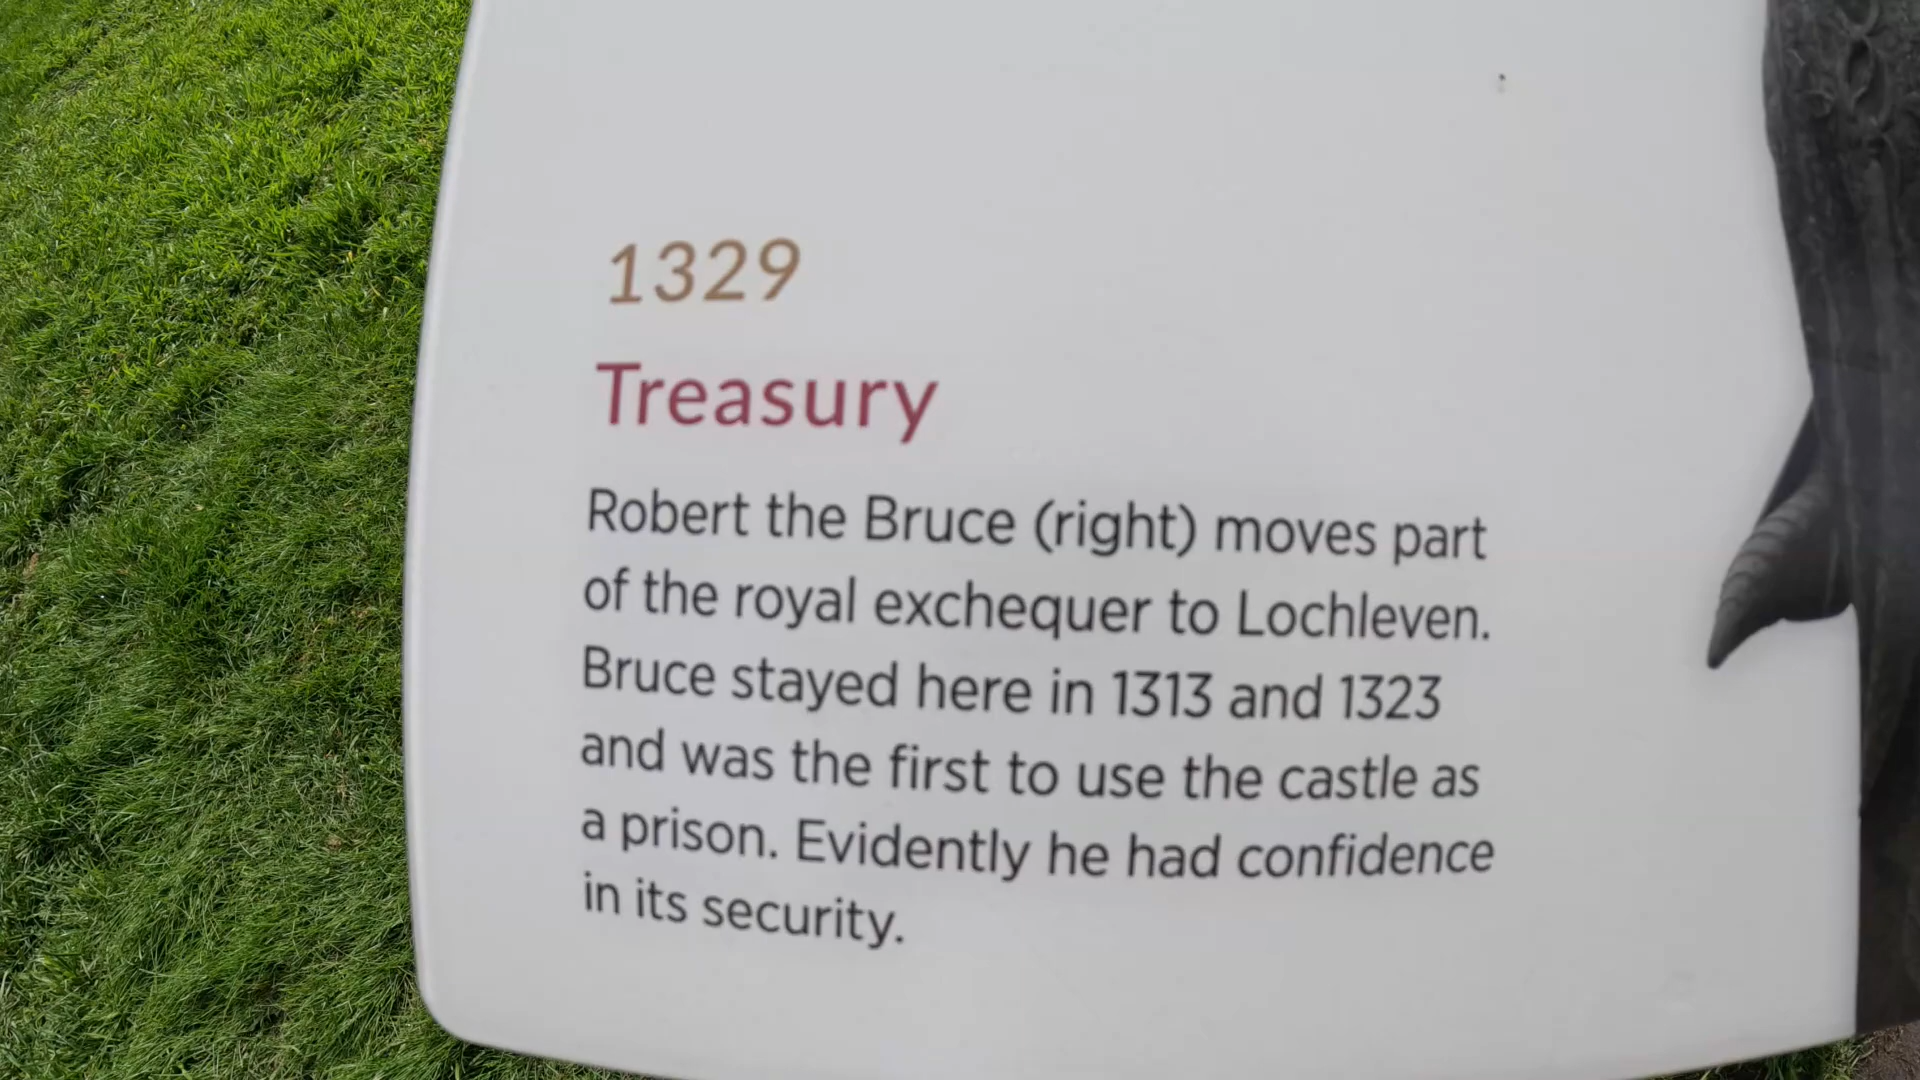 1329
Treasury
Robert the Bruce (right) moves part
of the royal exchequer to Lochleven.
Bruce stayed here in 1313 and 1323
and was the first to use the castle as
a prison. Evidently he had confidence
in its security.